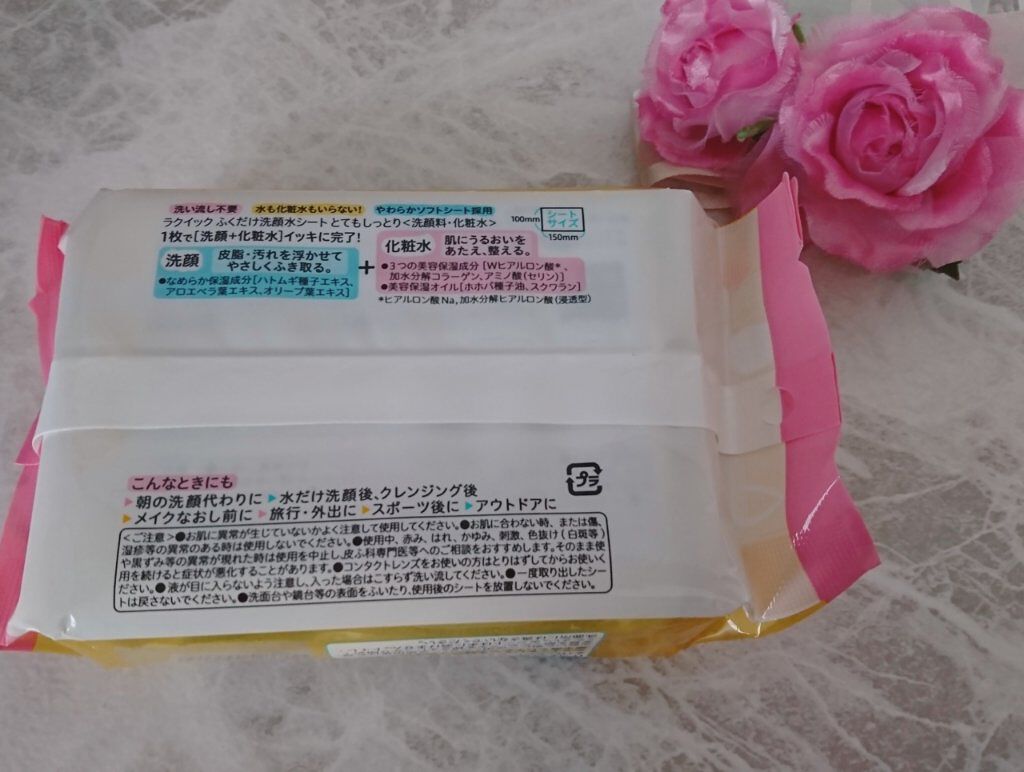 洗い流し不要 水も化粧水もいらない! やわらかソフトシート採用
ラクイック ふくだけ洗顔水シート とてもしっとり<洗顔料・化粧水>
1枚で[洗顔+化粧水]イッキに完了!
洗顔 皮脂・汚れを浮かせて
やさしくふき取る。
●なめらか保湿成分[ハトムギ種子エキス、
アロエベラ葉エキス、オリーブ葉エキス]
+
化粧水 肌にうるおいを
あたえ、整える。
●3つの美容保湿成分[Wヒアルロン酸*、
加水分解コラーゲン、アミノ酸(セリン)]
●美容保湿オイル[ホホバ種子油、スクワラン]
*ヒアルロン酸Na、加水分解ヒアルロン酸(浸透型)
100mm
シート
サイズ
150mm
こんなときにも
▶朝の洗顔代わりに ▶水だけ洗顔後、クレンジング後
▶メイクなおし前に ▶旅行・外出に ▶スポーツ後に ▶アウトドアに
プラ
<ご注意>●お肌に異常が生じていないかよく注意して使用してください。●お肌に合わない時、または傷、
湿疹等の異常のある時は使用しないでください。●使用中、赤み、はれ、かゆみ、刺激、色抜け(白斑等)
や黒ずみ等の異常が現れた時は使用を中止し、皮ふ科専門医等へのご相談をおすすめします。そのまま使
用を続けると症状が悪化することがあります。●コンタクトレンズをお使いの方はとりはずしてからお使いく
ださい。●液が目に入らないよう注意し、入った場合はこすらず洗い流してください。●一度取り出したシー
トは戻さないでください。●洗面台や鏡台等の表面をふいたり、使用後のシートを放置しないでください。